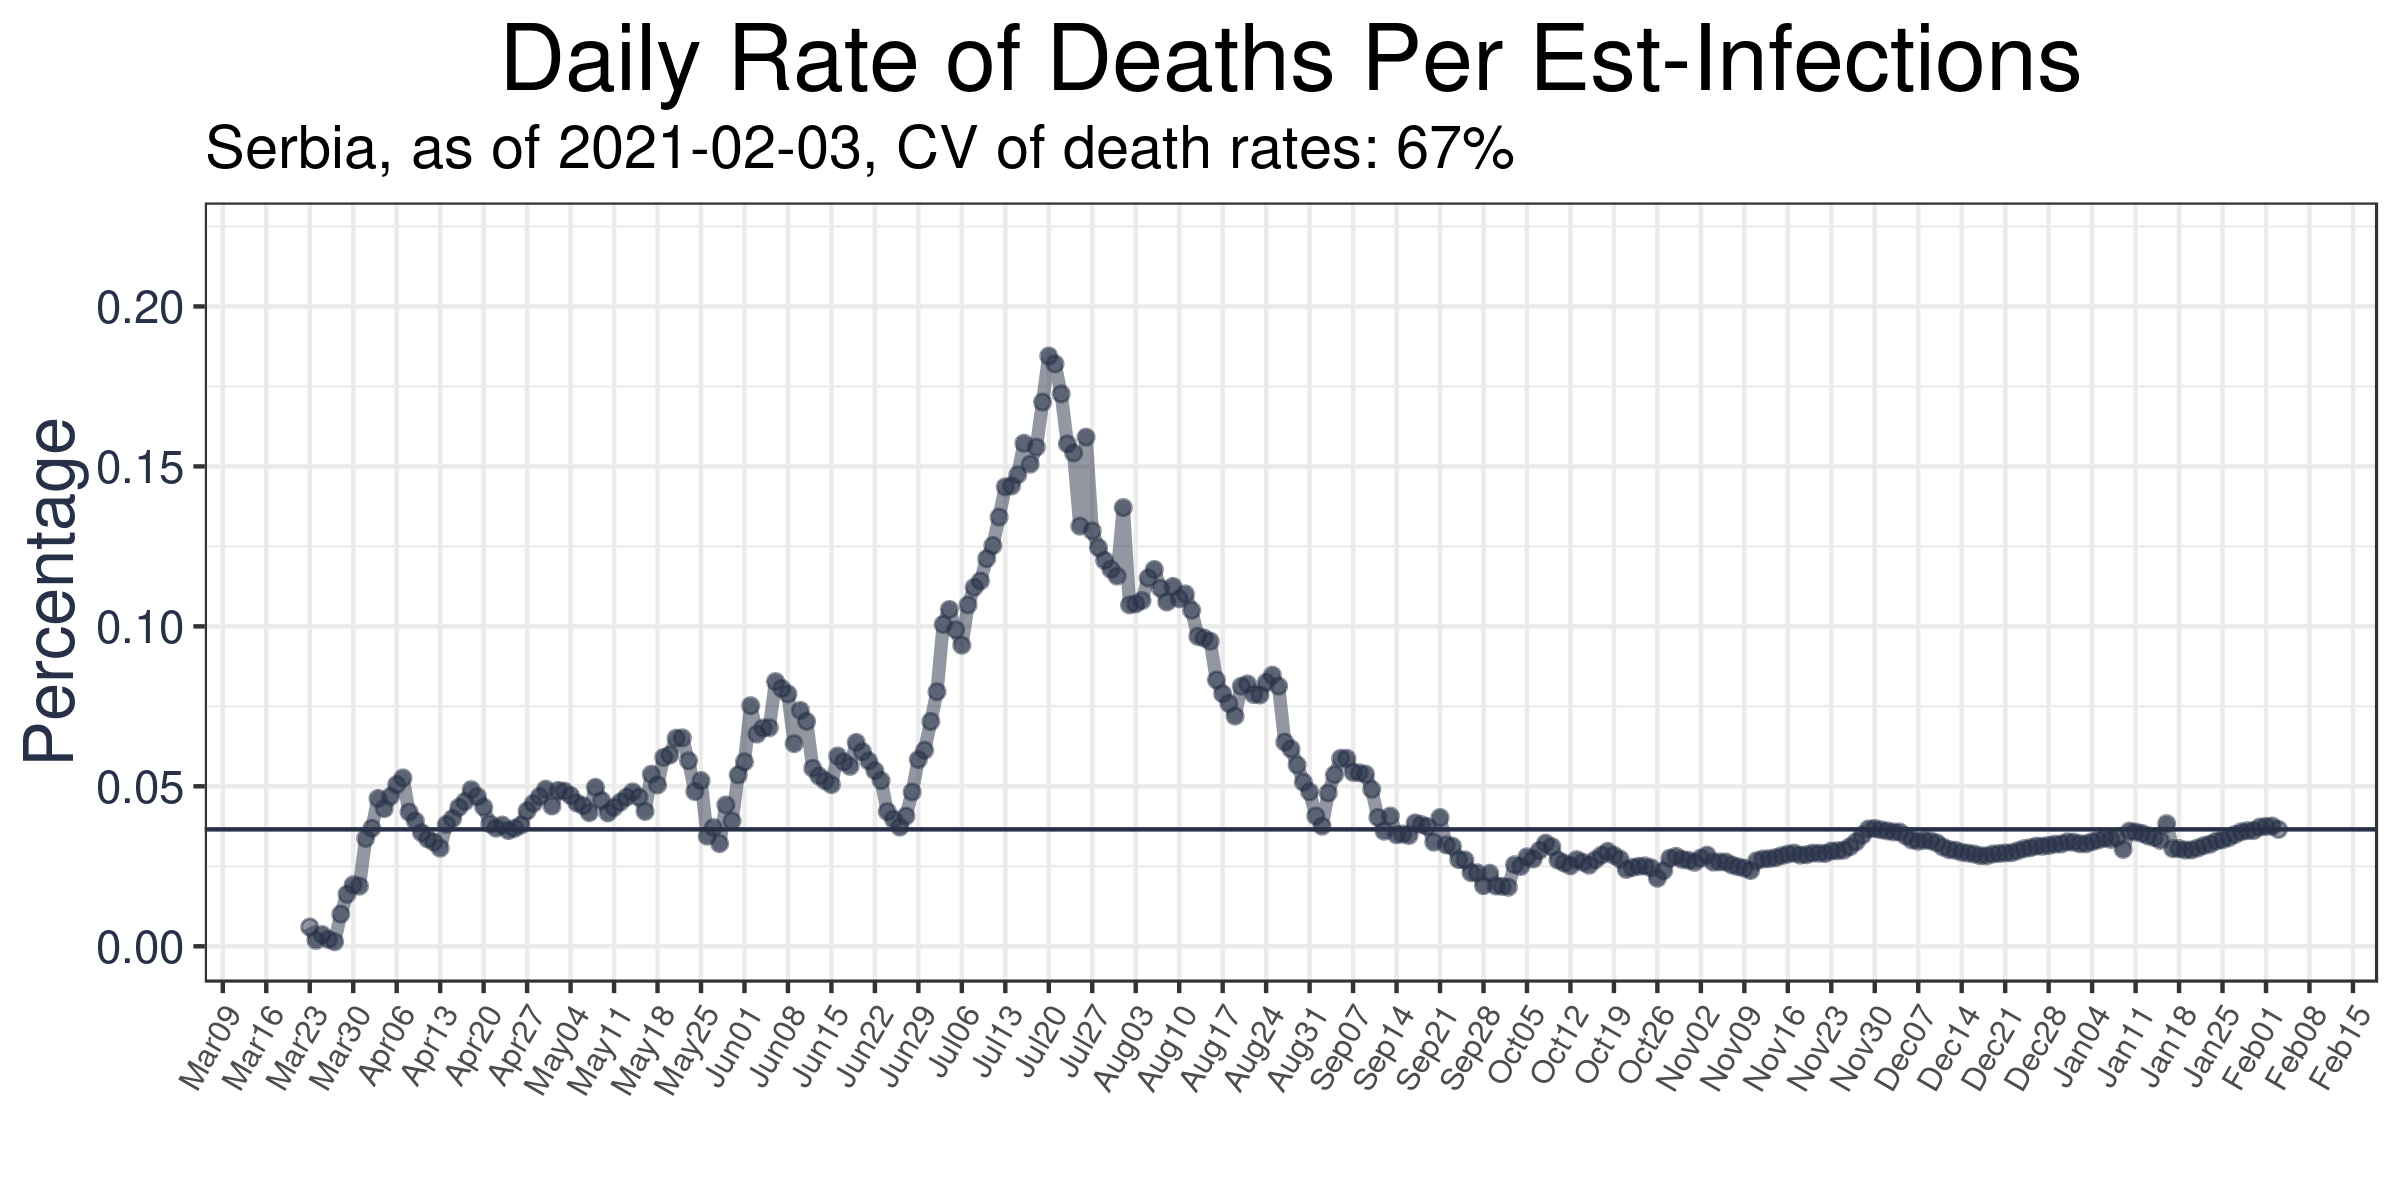 Daily Rate of Deaths Per Est-Infections
Serbia, as of 2021-02-03, CV of death rates: 67%
Percentage
0.20
0.15
0.10
0.05
0.00
Mar09
Mar16
Mar23
Mar30
Apr06
Apr13
Apr20
Apr27
May04
May11
May18
May25
Jun01
Jun08
Jun15
Jun22
Jun29
Jul06
Jul13
Jul20
Jul27
Aug03
Aug10
Aug17
Aug24
Aug31
Sep07
Sep14
Sep21
Sep28
Oct05
Oct12
Oct19
Oct26
Nov02
Nov09
Nov16
Nov23
Nov30
Dec07
Dec14
Dec21
Dec28
Jan04
Jan11
Jan18
Jan25
Feb01
Feb08
Feb15